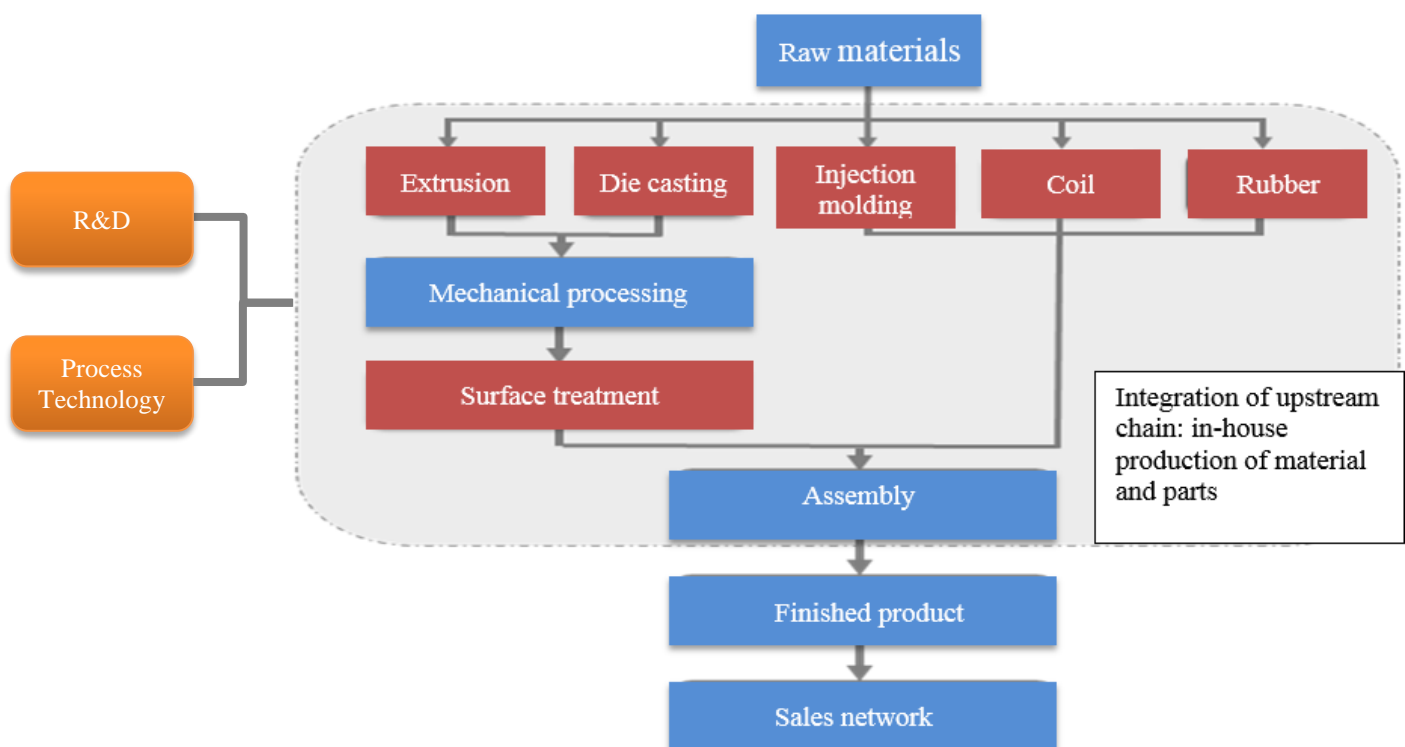 Raw materials
Extrusion
Die casting
Injection
molding
Coil
Rubber
R&D
Mechanical processing
Process
Technology
Surface treatment
Integration of upstream
chain: in-house
production of material
and parts
Assembly
Finished product
Sales network